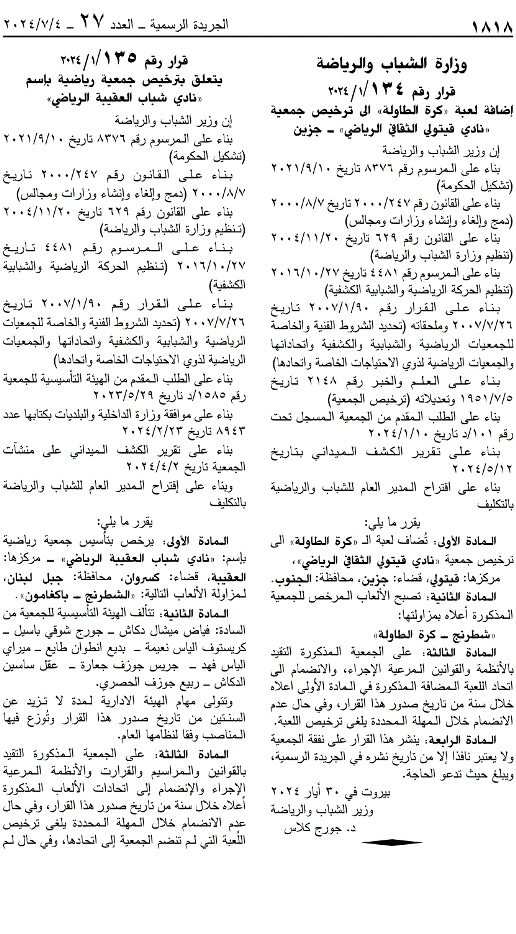 ١٨١٨
الجريدة الرسمية ــ العدد ٢٧ ــ ٢٠٢٤/٧/٤
وزارة الشباب والرياضة
قرار رقم ٢٠٢٤/١/١٣٤
إضافة لعبة «كرة الطاولة» الى ترخيص جمعية
«نادي قيتولي الثقافي الرياضي» ــ جزين
إن وزير الشباب والرياضة
بناء على المرسوم رقم ٨٣٧٦ تاريخ ٢٠٢١/٩/١٠
(تشكيل الحكومة)
بناء على القانون رقم ٢٠٠٠/٢٤٧ تاريخ ٢٠٠٠/٨/٧
(دمج وإلغاء وإنشاء وزارات ومجالس)
بناء على القانون رقم ٦٢٩ تاريخ ٢٠٠٤/١١/٢٠
(تنظيم وزارة الشباب والرياضة)
بناء على المرسوم رقم ٤٤٨١ تاريخ ٢٠١٦/١٠/٢٧
(تنظيم الحركة الرياضية والشبابية الكشفية)
بناء على القرار رقم ٢٠٠٧/١/٩٠ تاريخ
٢٠٠٧/٧/٢٦ وملحقاته (تحديد الشروط الفنية والخاصة
للجمعيات الرياضية والشبابية والكشفية واتحاداتها
والجمعيات الرياضية لذوي الاحتياجات الخاصة واتحادها)
بناء على العلم والخبر رقم ٢١٤٨ تاريخ
١٩٥١/٧/٥ وتعديلاته (ترخيص الجمعية)
بناء على الطلب المقدم من الجمعية المسجل تحت
رقم ١٠١/د تاريخ ٢٠٢٤/١/١٠
بناء على تقرير الكشف الميداني بتاريخ
٢٠٢٤/٥/١٢
بناء على اقتراح المدير العام للشباب والرياضية
بالتكليف
يقرر ما يلي:
المادة الأولى: تُضاف لعبة الـ «كرة الطاولة» الى
ترخيص جمعية «نادي قيتولي الثقافي الرياضي»،
مركزها: قيتولي، قضاء: جزين، محافظة: الجنوب.
المادة الثانية: تصبح الألعاب المرخص للجمعية
المذكورة أعلاه بمزاولتها:
«شطرنج ــ كرة الطاولة»
المادة الثالثة: على الجمعية المذكورة التقيد
بالأنظمة والقوانين المرعية الإجراء، والانضمام الى
اتحاد اللعبة المضافة المذكورة في المادة الأولى اعلاه
خلال سنة من تاريخ صدور هذا القرار، وفي حال عدم
الانضمام خلال المهلة المحددة يلغى ترخيص اللعبة.
المادة الرابعة: ينشر هذا القرار على نفقة الجمعية
ولا يعتبر نافذا إلا من تاريخ نشره في الجريدة الرسمية،
ويبلغ حيث تدعو الحاجة.
بيروت في ٣٠ أيار ٢٠٢٤
وزير الشباب والرياضة
د. جورج كلاس
قرار رقم ٢٠٢٤/١/١٣٥
يتعلق بترخيص جمعية رياضية بإسم
«نادي شباب العقيبة الرياضي»
إن وزير الشباب والرياضة
بناء على المرسوم رقم ٨٣٧٦ تاريخ ٢٠٢١/٩/١٠
(تشكيل الحكومة)
بناء على القانون رقم ٢٠٠٠/٢٤٧ تاريخ
٢٠٠٠/٨/٧ (دمج وإلغاء وإنشاء وزارات ومجالس)
بناء على القانون رقم ٦٢٩ تاريخ ٢٠٠٤/١١/٢٠
(تنظيم وزارة الشباب والرياضة)
بناء على المرسوم رقم ٤٤٨١ تاريخ
٢٠١٦/١٠/٢٧ (تنظيم الحركة الرياضية والشبابية
الكشفية)
بناء على القرار رقم ٢٠٠٧/١/٩٠ تاريخ
٢٠٠٧/٧/٢٦ (تحديد الشروط الفنية والخاصة للجمعيات
الرياضية والشبابية والكشفية واتحاداتها والجمعيات
الرياضية لذوي الاحتياجات الخاصة واتحادها)
بناء على الطلب المقدم من الهيئة التأسيسية للجمعية
رقم ١٥٨٥/د تاريخ ٢٠٢٣/٥/٢٩
بناء على موافقة وزارة الداخلية والبلديات بكتابها عدد
٨٩٤٣ تاريخ ٢٠٢٤/٢/٢٣
بناء على تقرير الكشف الميداني على منشآت
الجمعية تاريخ ٢٠٢٤/٤/٢
وبناء على إقتراح المدير العام للشباب والرياضة
بالتكليف
يقرر ما يلي:
المادة الأولى: يرخص بتأسيس جمعية رياضية
بإسم: «نادي شباب العقيبة الرياضي» ــ مركزها:
العقيبة، قضاء: كسروان، محافظة: جبل لبنان،
لمزاولة الألعاب التالية: «الشطرنج ــ باكغامون».
المادة الثانية: تتألف الهيئة التأسيسية للجمعية من
السادة: فياض ميشال دكاش ــ جورج شوقي باسيل ــ
كريستوف الياس نعيمة ــ بديع انطوان طايع ــ ميراي
الياس فهد ــ جريس جوزف جعارة ــ عقل ساسين
الدكاش ــ ربيع جوزف الحصري.
وتتولى مهام الهيئة الادارية لمدة لا تزيد عن
السنتين من تاريخ صدور هذا القرار وتُوزع فيها
المناصب وفقا لنظامها العام.
المادة الثالثة: على الجمعية المذكورة التقيد
بالقوانين والمراسيم والقرارت والأنظمة المرعية
الإجراء والإنضمام إلى اتحادات الألعاب المذكورة
أعلاه خلال سنة من تاريخ صدور هذا القرار، وفي حال
عدم الانضمام خلال المهلة المحددة يلغى ترخيص
اللعبة التي لم تنضم الجمعية إلى اتحادها، وفي حال لم